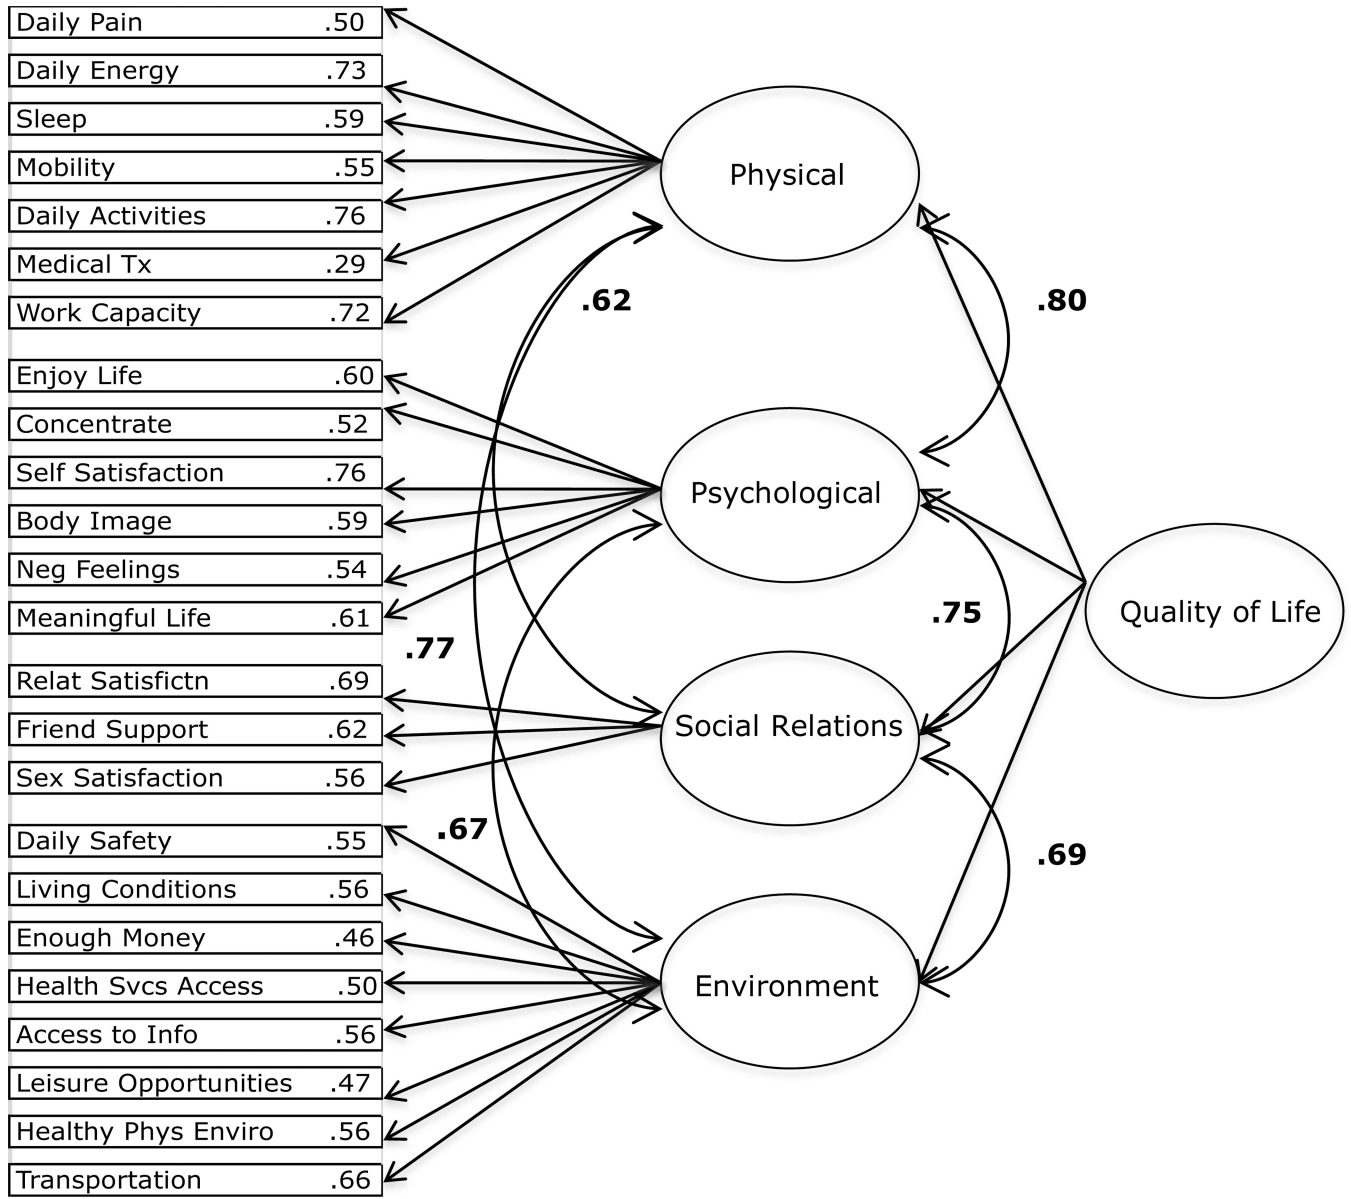 Daily Pain .50
Daily Energy .73
Sleep .59
Mobility .55
Daily Activities .76
Medical Tx .29
Work Capacity .72
Enjoy Life .60
Concentrate .52
Self Satisfaction .76
Body Image .59
Neg Feelings .54
Meaningful Life .61
Relat Satisfictn .69
Friend Support .62
Sex Satisfaction .56
Daily Safety .55
Living Conditions .56
Enough Money .46
Health Svcs Access .50
Access to Info .56
Leisure Opportunities .47
Healthy Phys Enviro .56
Transportation .66
.62
.77
.67
Physical
Psychological
Social Relations
Environment
.80
.75
.69
Quality of Life